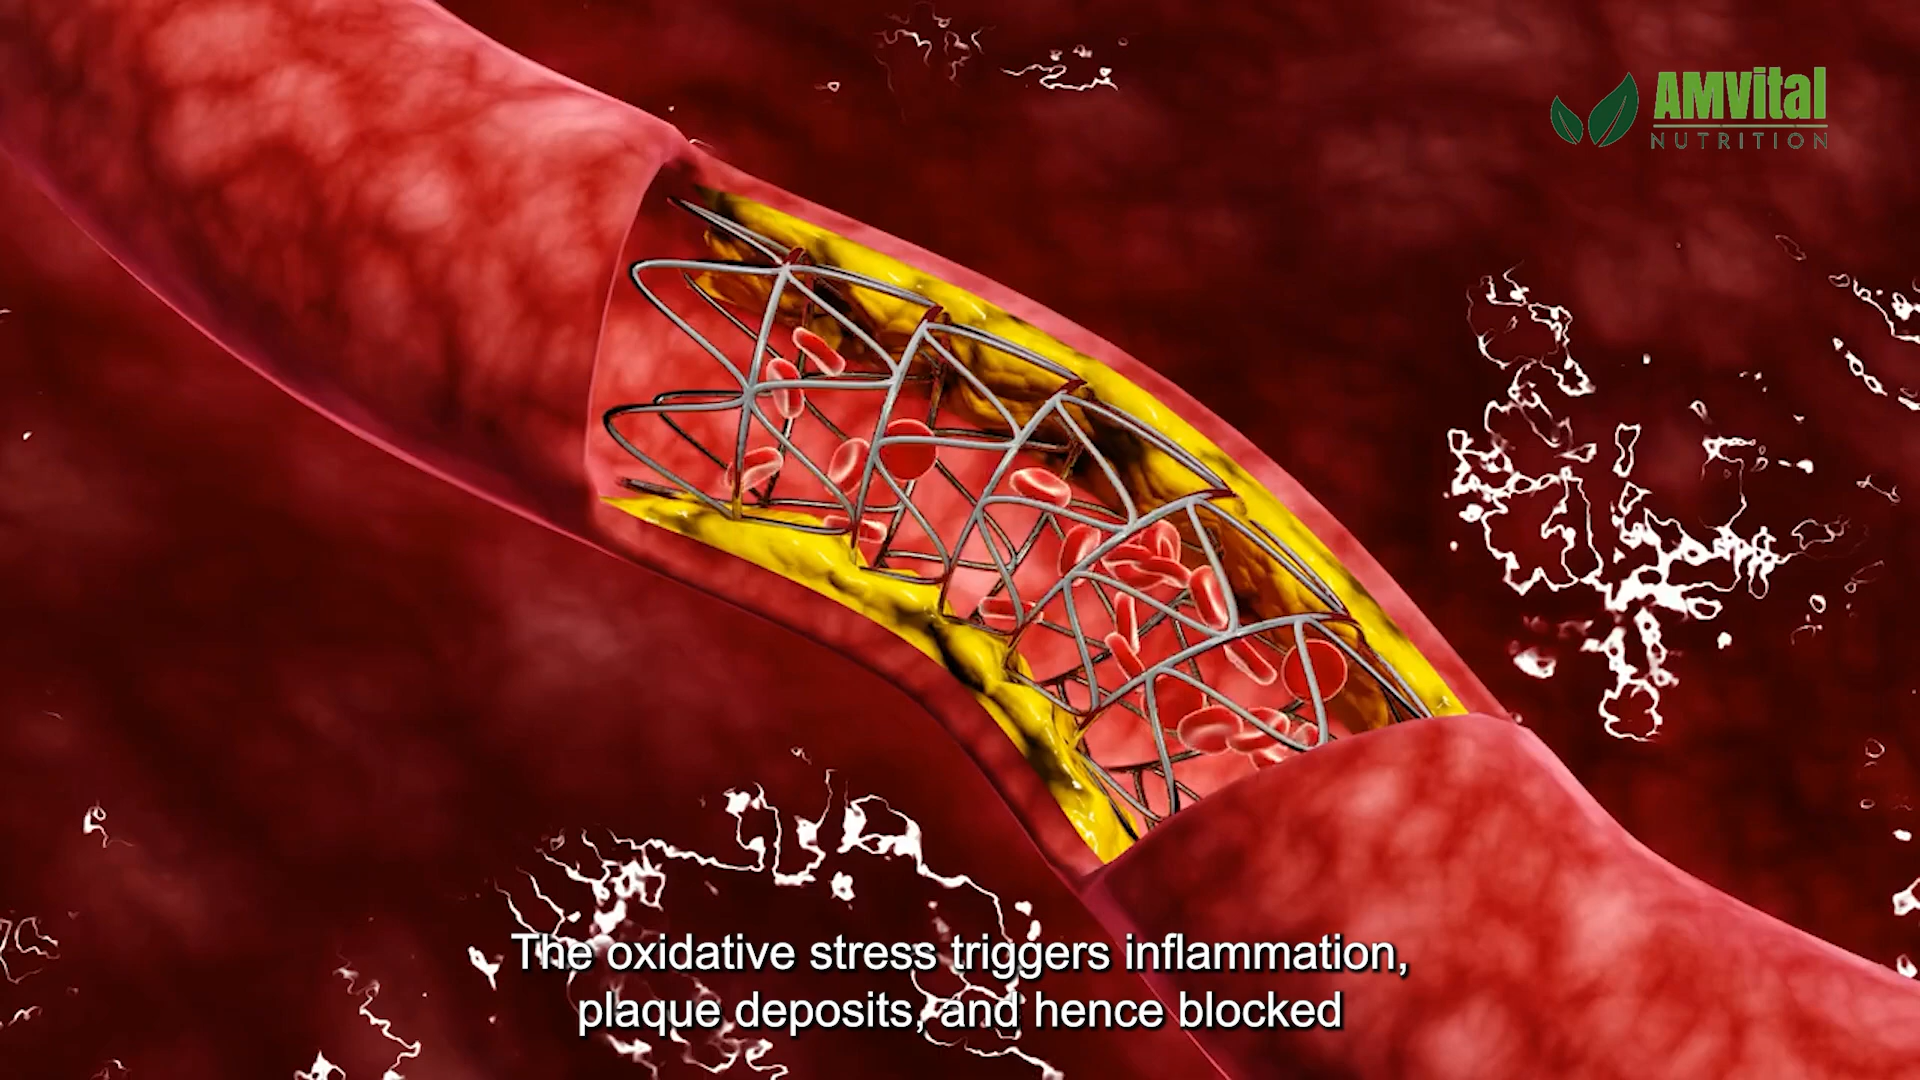 AMVital
NUTRITION
The oxidative stress triggers inflammation,
plaque deposits, and hence blocked